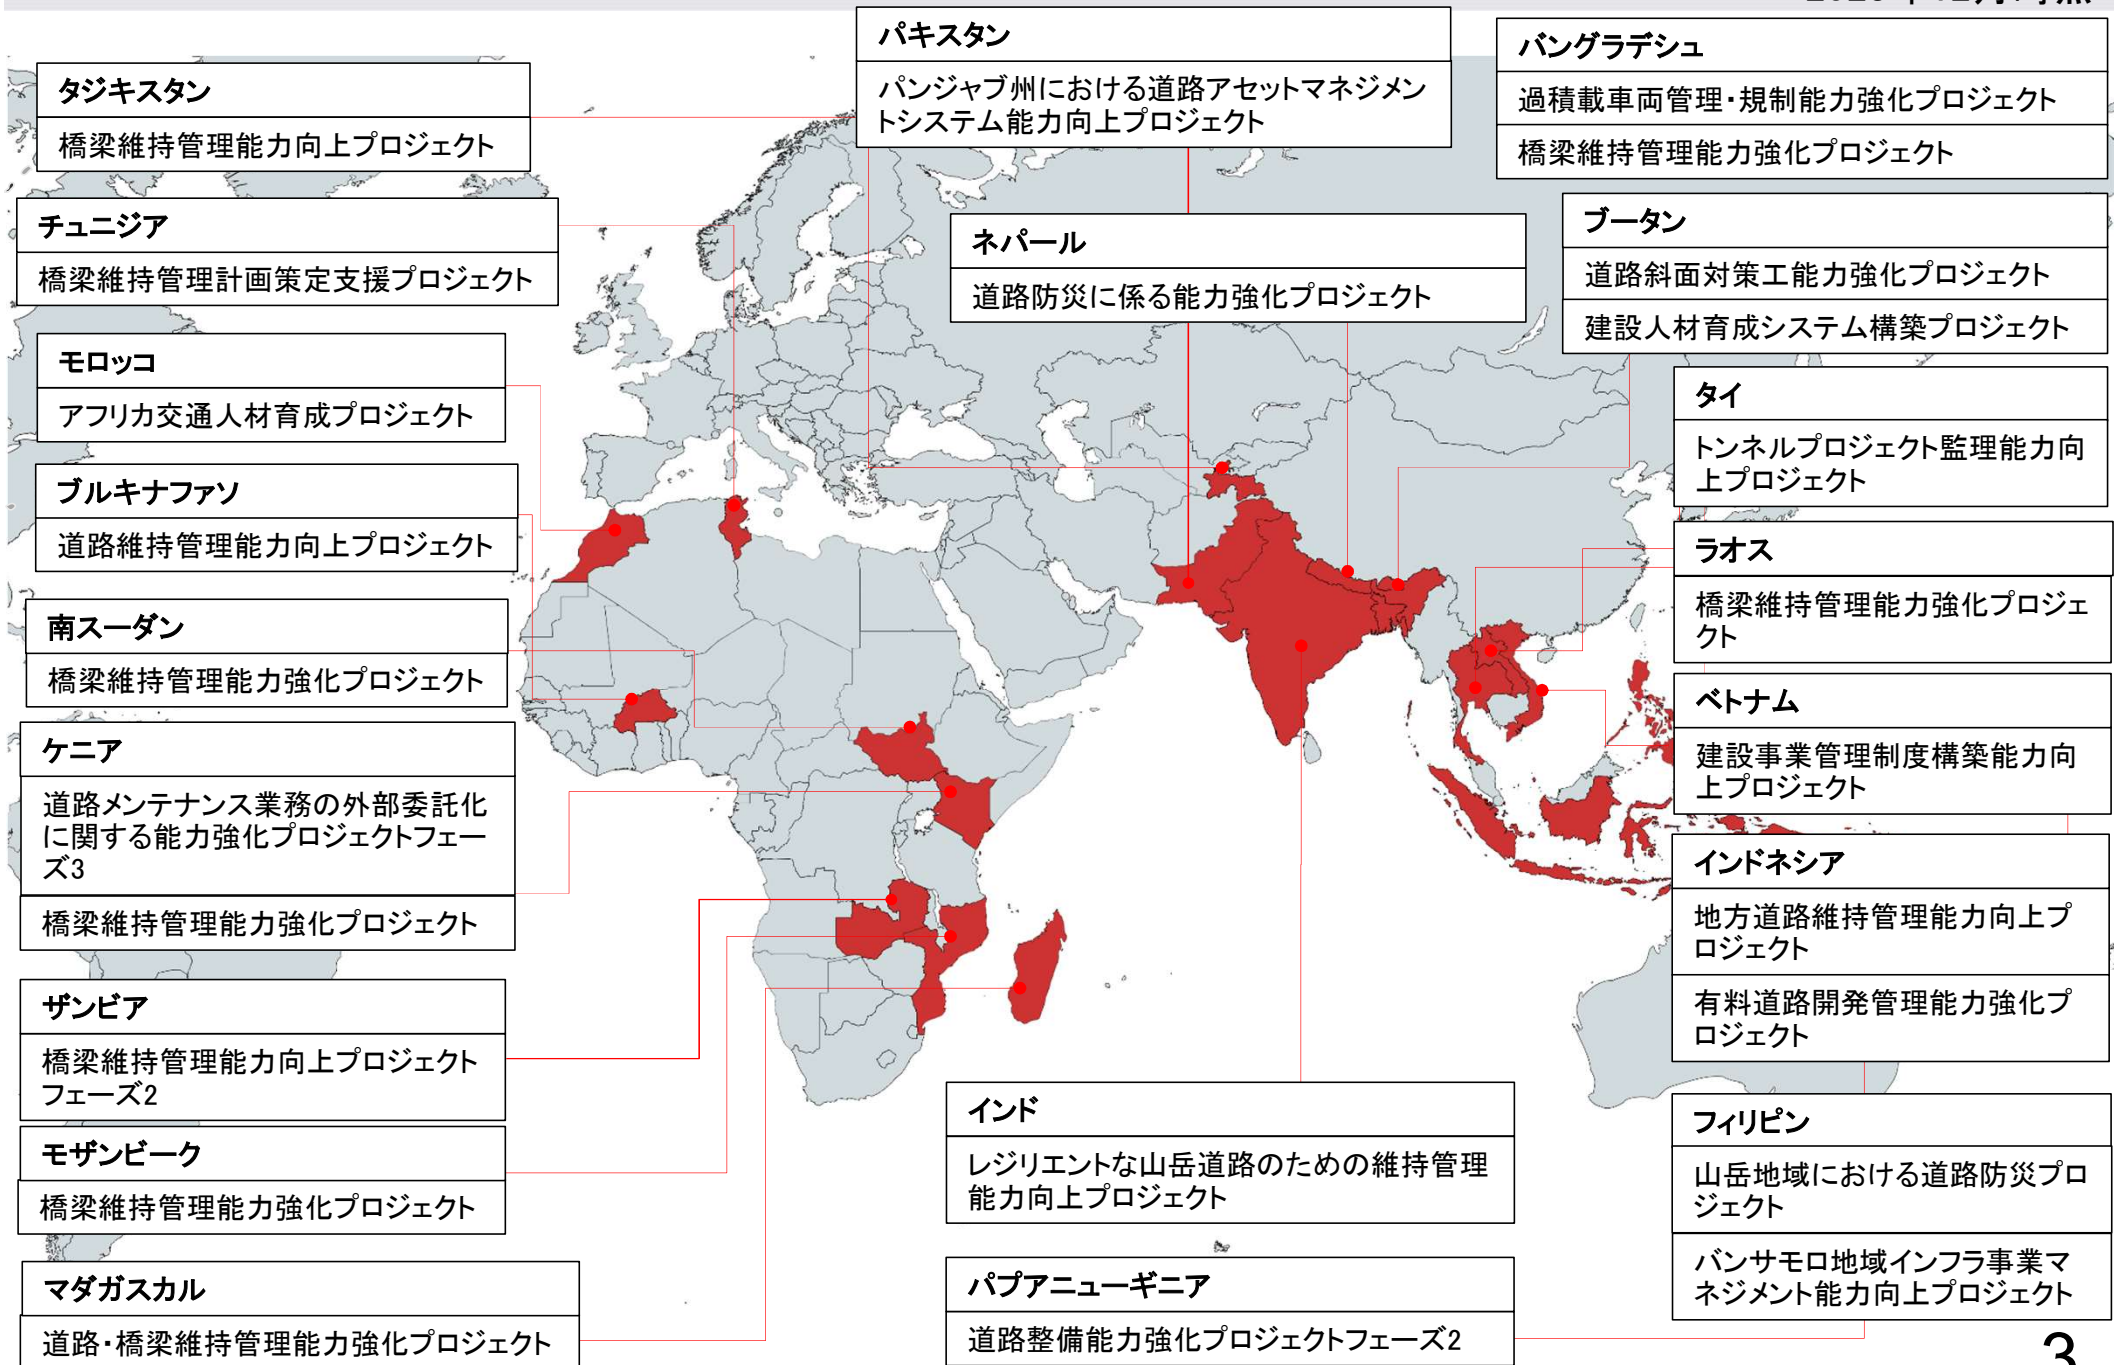 タジキスタン
橋梁維持管理能力向上プロジェクト
チュニジア
橋梁維持管理計画策定支援プロジェクト
モロッコ
アフリカ交通人材育成プロジェクト
ブルキナファソ
道路維持管理能力向上プロジェクト
南スーダン
橋梁維持管理能力強化プロジェクト
ケニア
道路メンテナンス業務の外部委託化
に関する能力強化プロジェクトフェー
ズ3
橋梁維持管理能力強化プロジェクト
ザンビア
橋梁維持管理能力向上プロジェクト
フェーズ2
モザンビーク
橋梁維持管理能力強化プロジェクト
マダガスカル
道路・橋梁維持管理能力強化プロジェクト
パキスタン
パンジャブ州における道路アセットマネジメン
トシステム能力向上プロジェクト
ネパール
道路防災に係る能力強化プロジェクト
インド
レジリエントな山岳道路のための維持管理
能力向上プロジェクト
パプアニューギニア
道路整備能力強化プロジェクトフェーズ2
バングラデシュ
過積載車両管理・規制能力強化プロジェクト
橋梁維持管理能力強化プロジェクト
ブータン
道路斜面対策工能力強化プロジェクト
建設人材育成システム構築プロジェクト
タイ
トンネルプロジェクト監理能力向
上プロジェクト
ラオス
橋梁維持管理能力強化プロジェ
クト
ベトナム
建設事業管理制度構築能力向
上プロジェクト
インドネシア
地方道路維持管理能力向上プ
ロジェクト
有料道路開発管理能力強化プ
ロジェクト
フィリピン
山岳地域における道路防災プロ
ジェクト
バンサモロ地域インフラ事業マ
ネジメント能力向上プロジェクト
3